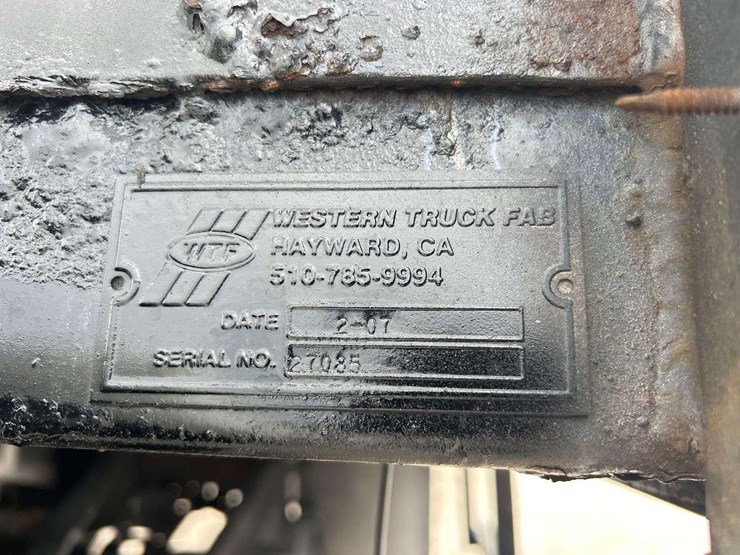 WESTERN TRUCK FAB
WTF
HAYWARD, CA
510-785-9994
DATE 2-07
SERIAL NO. 27085